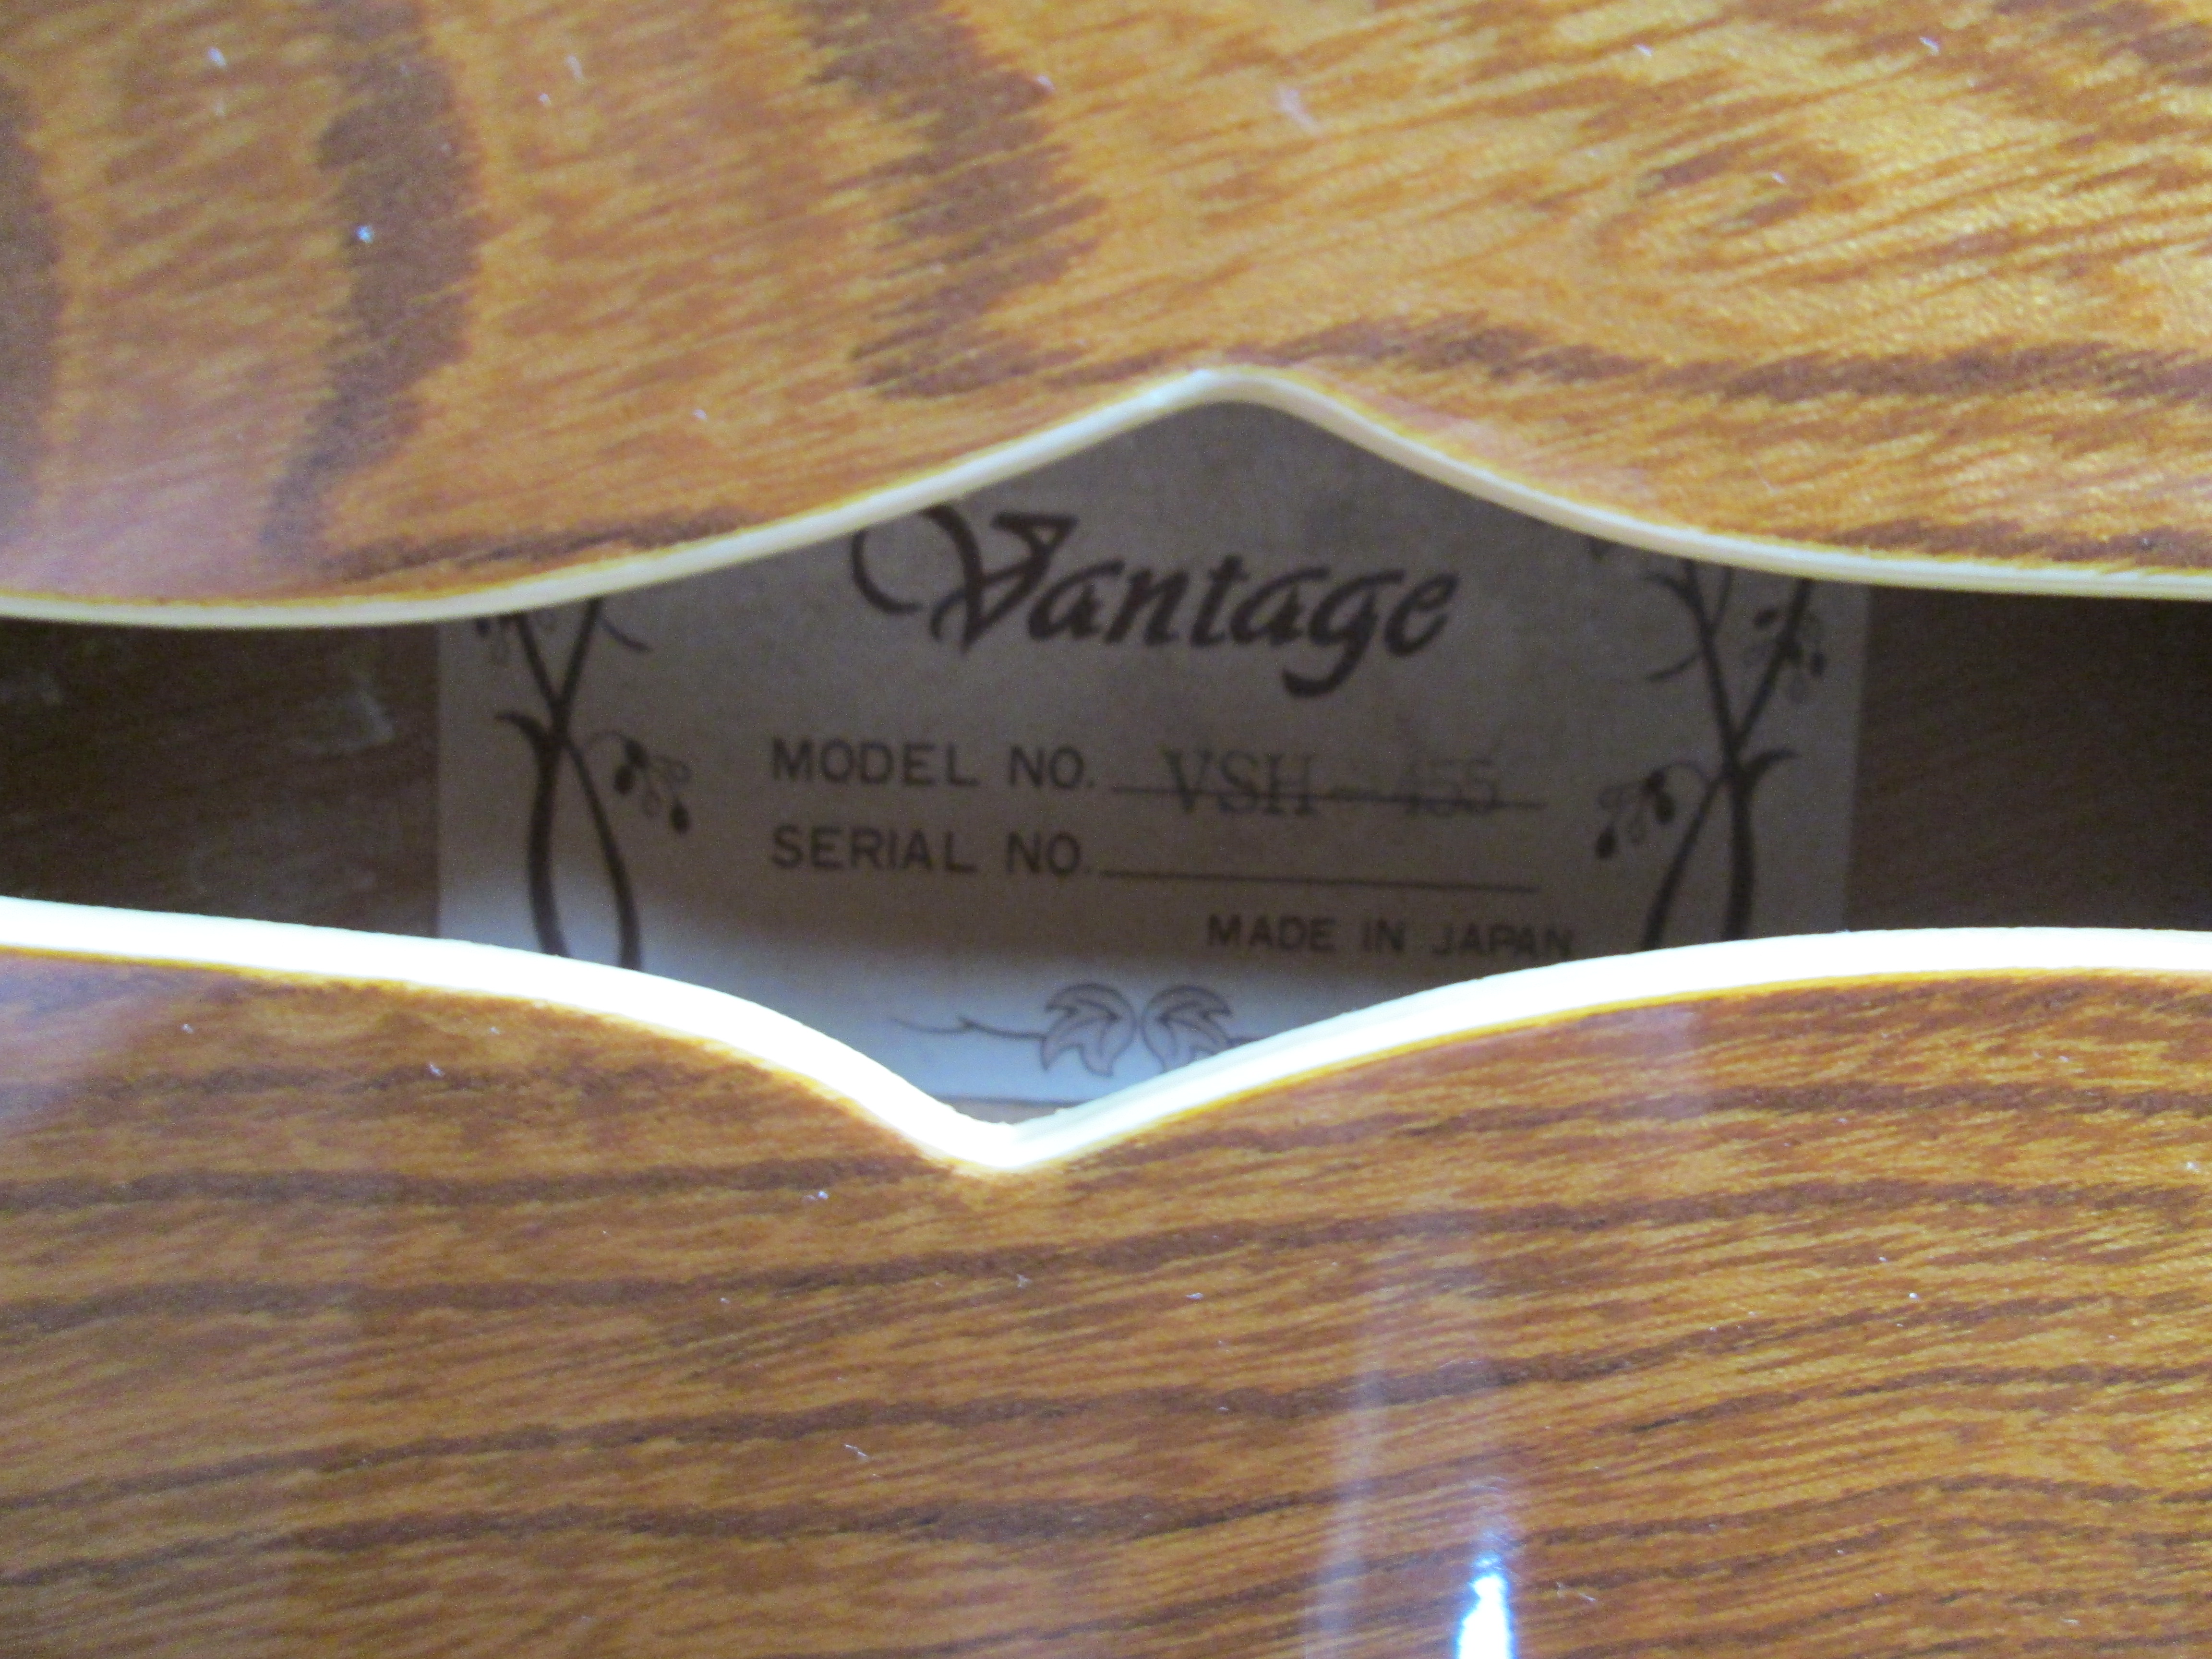 Vantage
MODEL NO. VSH-455
SERIAL NO.
MADE IN JAPAN